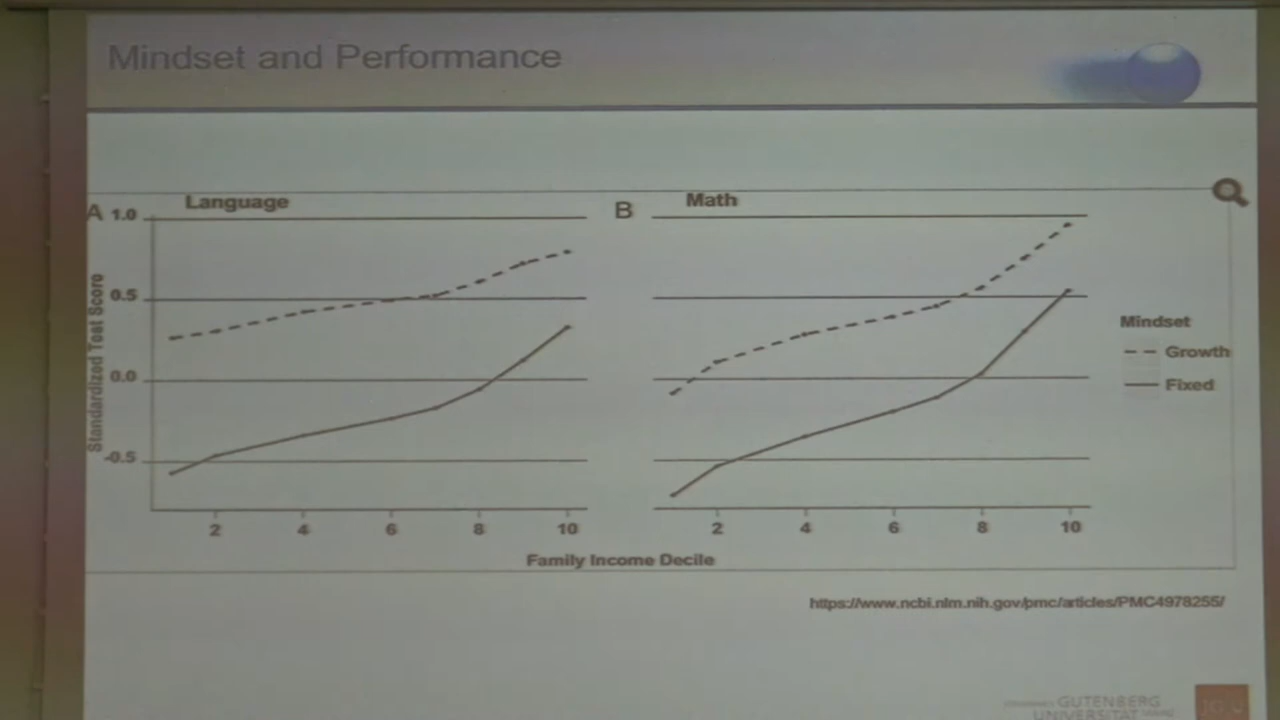 Mindset and Performance
A
Language
B
Math
1.0
0.5
0.0
-0.5
Standardized Test Score
2 4 6 8 10
2 4 6 8 10
Family Income Decile
Mindset
Growth
Fixed
https://www.ncbi.nlm.nih.gov/pmc/articles/PMC4978255/
GUTENBERG
UNIVERSITÄT